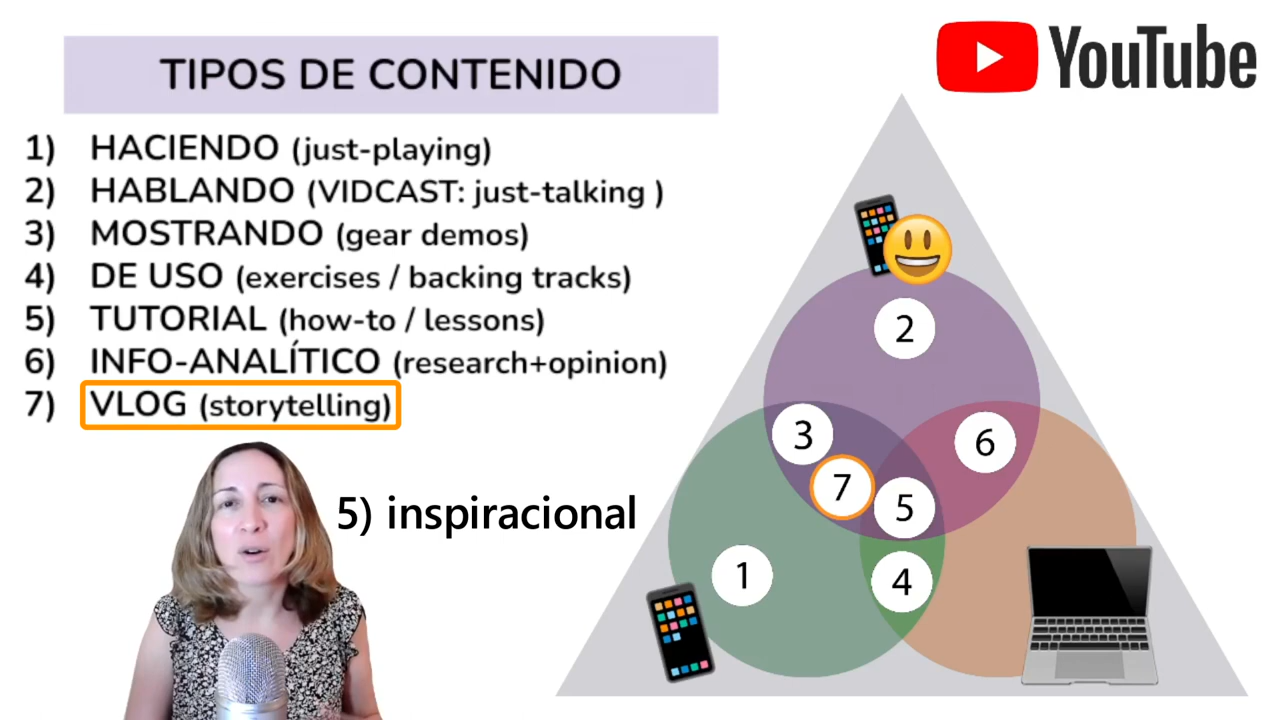 TIPOS DE CONTENIDO
YouTube
1) HACIENDO (just-playing)
2) HABLANDO (VIDCAST: just-talking )
3) MOSTRANDO (gear demos)
4) DE USO (exercises / backing tracks)
5) TUTORIAL (how-to / lessons)
6) INFO-ANALÍTICO (research+opinion)
7) VLOG (storytelling)
5) inspiracional
2
3
6
7
5
1
4